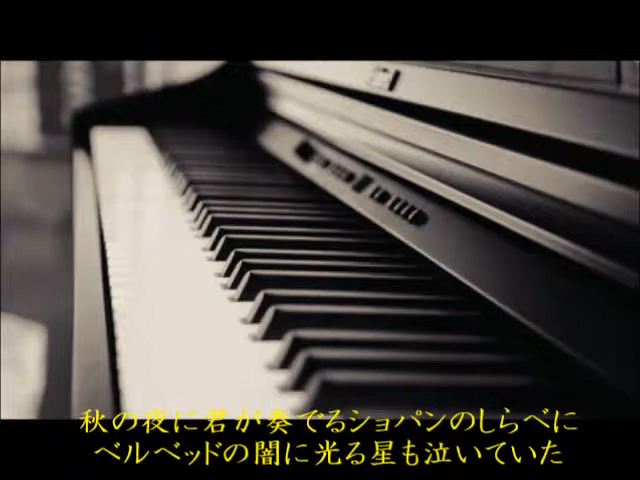 秋の夜に君が奏でるショパンのしらべに
ベルベッドの闇に光る星も泣いていた